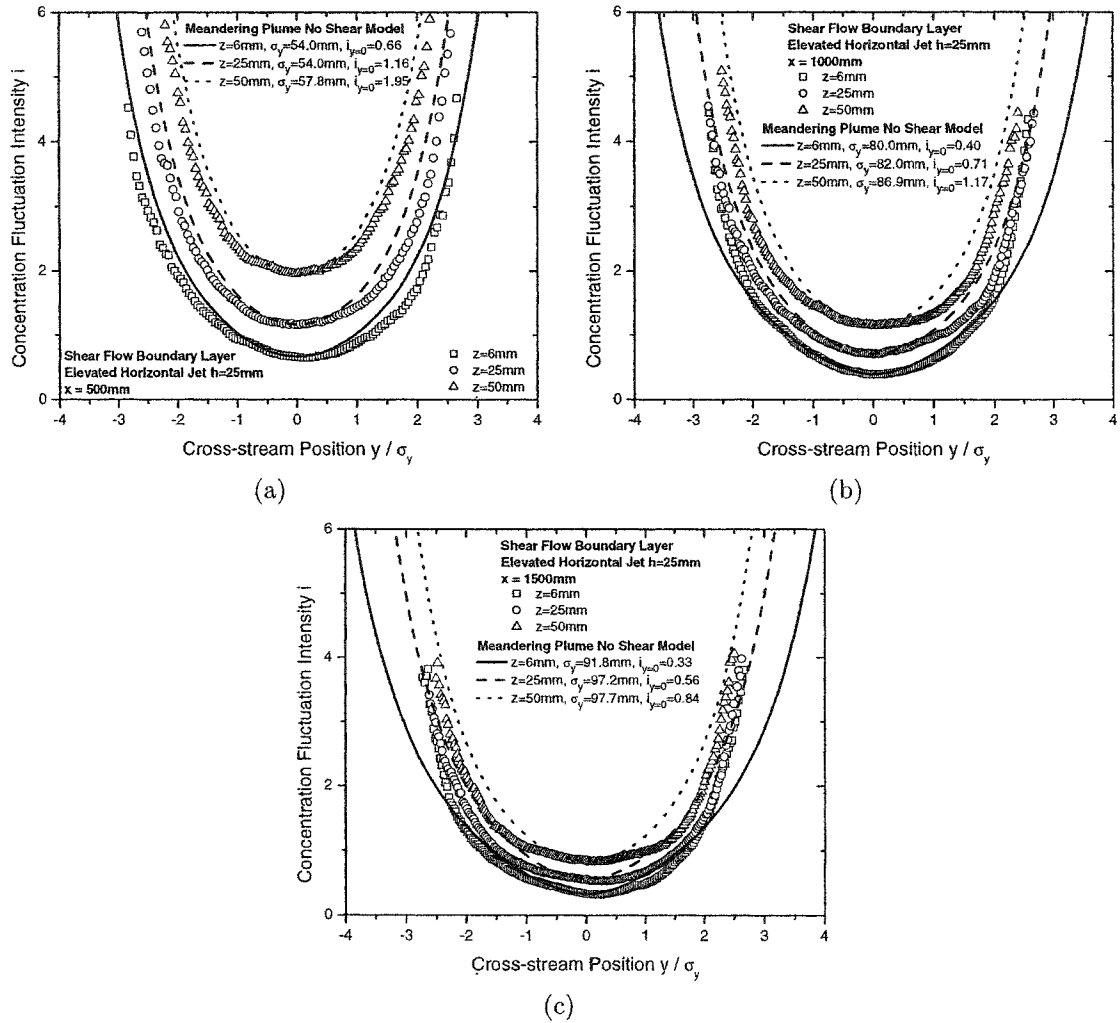 Concentration Fluctuation Intensity i
6
4
2
0
Meandering Plume No Shear Model
z=6mm, σy=54.0mm, iy=0=0.66
z=25mm, σy=54.0mm, iy=0=1.16
z=50mm, σy=57.8mm, iy=0=1.95
Shear Flow Boundary Layer
Elevated Horizontal Jet h=25mm
x = 500mm
z=6mm
z=25mm
z=50mm
-4 -3 -2 -1 0 1 2 3 4
Cross-stream Position y / σy
(a)
Concentration Fluctuation Intensity i
6
4
2
0
Shear Flow Boundary Layer
Elevated Horizontal Jet h=25mm
x = 1000mm
z=6mm
z=25mm
z=50mm
Meandering Plume No Shear Model
z=6mm, σy=80.0mm, iy=0=0.40
z=25mm, σy=82.0mm, iy=0=0.71
z=50mm, σy=86.9mm, iy=0=1.17
-4 -3 -2 -1 0 1 2 3 4
Cross-stream Position y / σy
(b)
Concentration Fluctuation Intensity i
6
4
2
0
Shear Flow Boundary Layer
Elevated Horizontal Jet h=25mm
x = 1500mm
z=6mm
z=25mm
z=50mm
Meandering Plume No Shear Model
z=6mm, σy=91.8mm, iy=0=0.33
z=25mm, σy=97.2mm, iy=0=0.56
z=50mm, σy=97.7mm, iy=0=0.84
-4 -3 -2 -1 0 1 2 3 4
Cross-stream Position y / σy
(c)